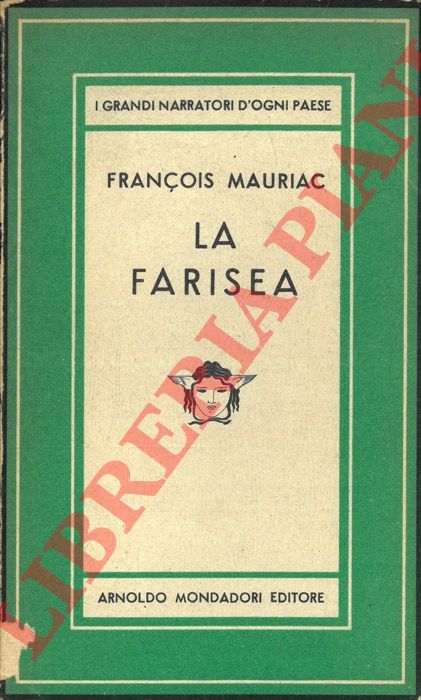 I GRANDI NARRATORI D'OGNI PAESE
FRANÇOIS MAURIAC
LA
FARISEA
ARNOLDO MONDADORI EDITORE
LIBRERIA PIANI